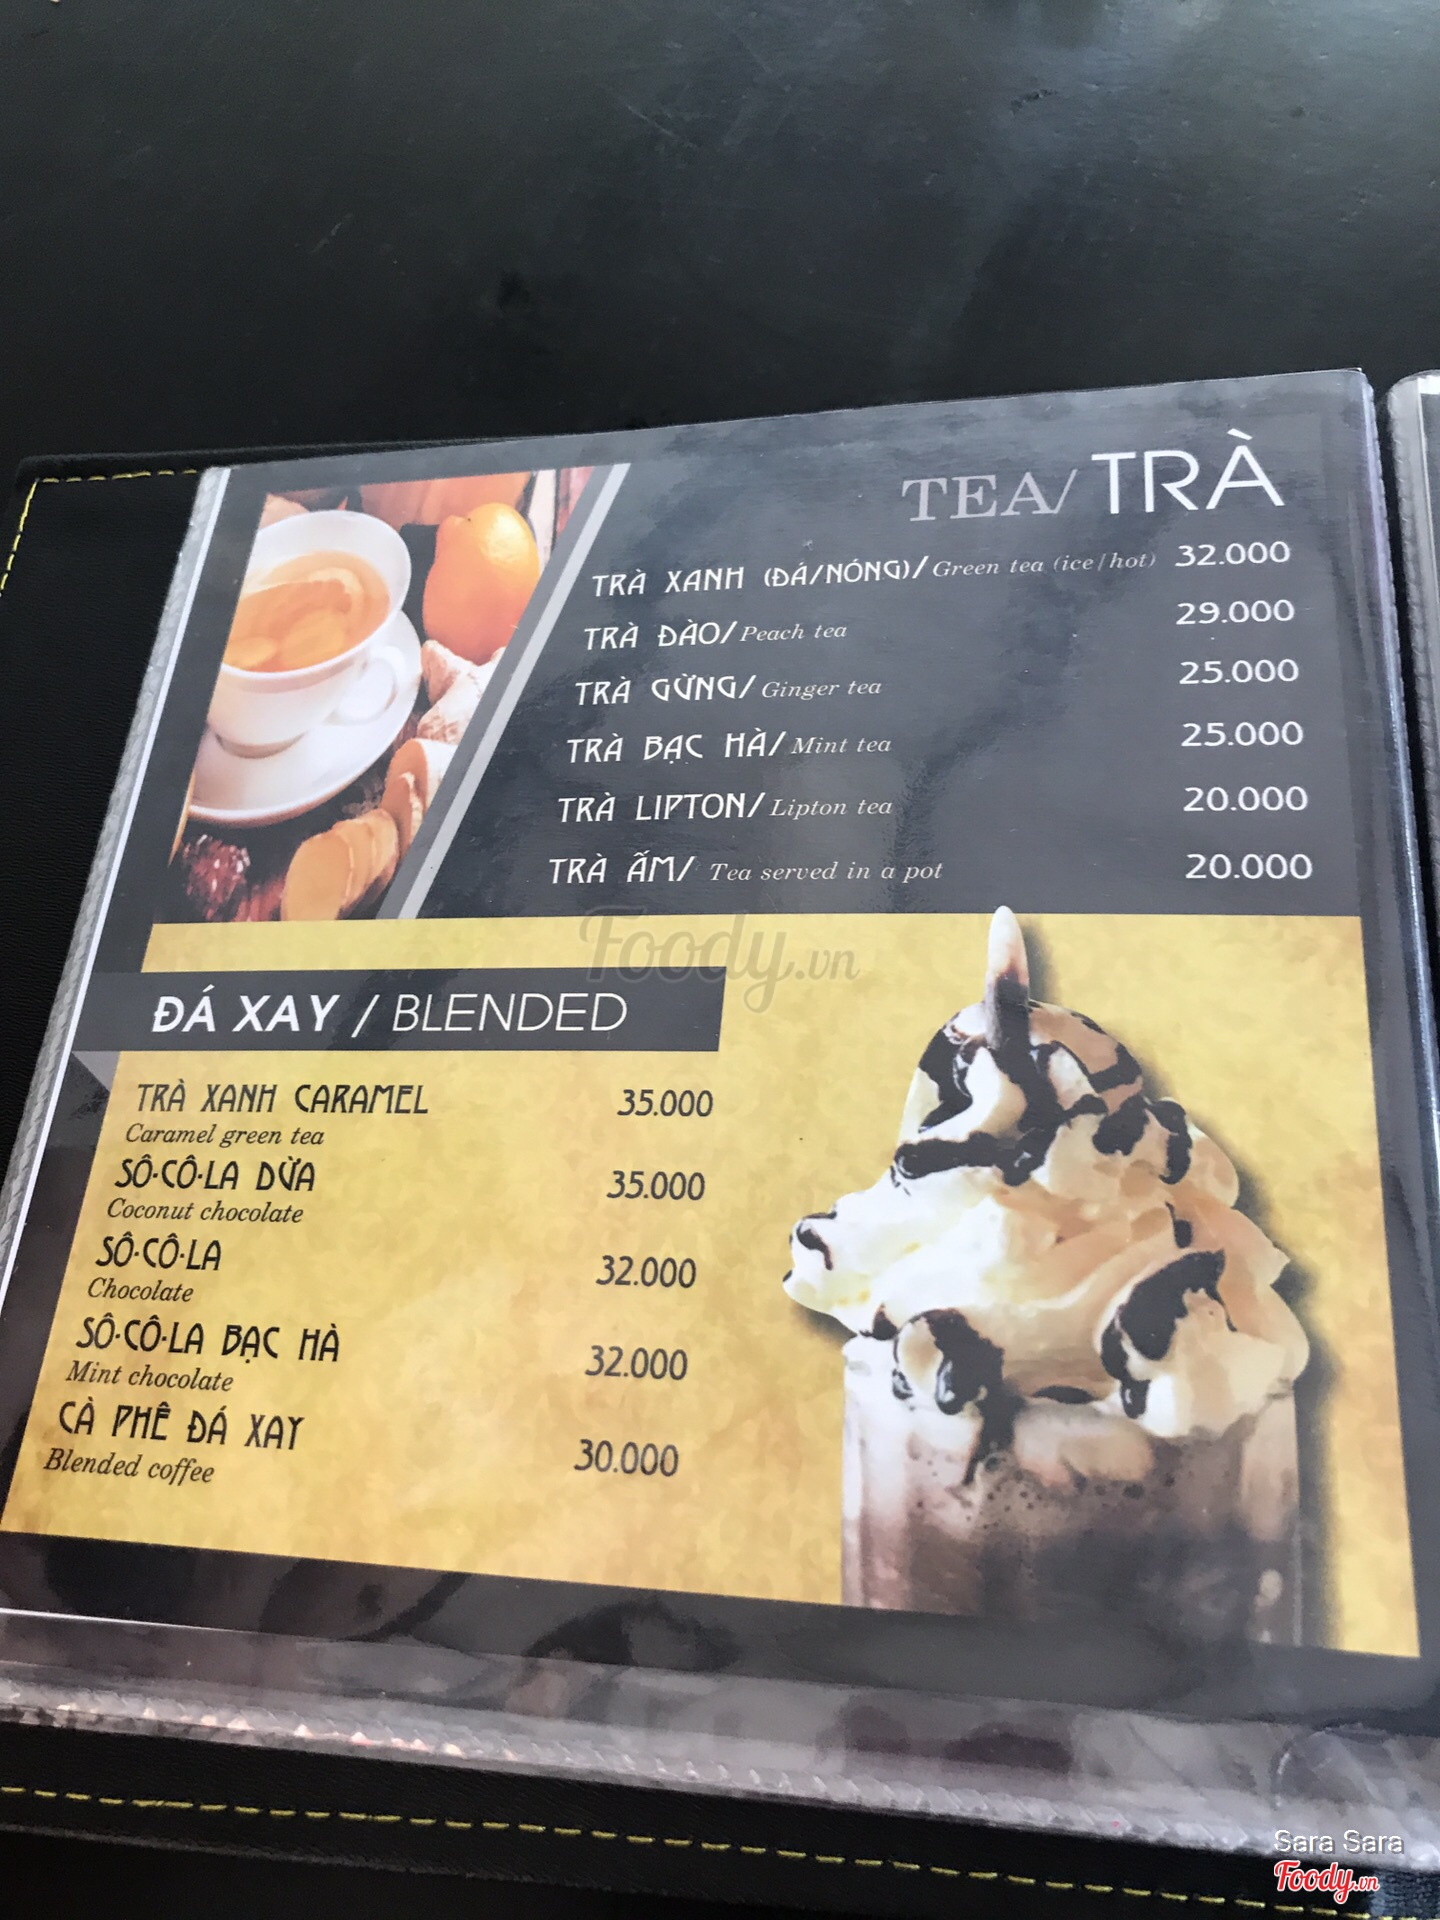 TEA/ TRÀ
TRÀ XANH (ĐÁ/NÓNG)/ Green tea (ice/hot) 32.000
TRÀ ĐÀO/ Peach tea 29.000
TRÀ GỪNG/ Ginger tea 25.000
TRÀ BẠC HÀ/ Mint tea 25.000
TRÀ LIPTON/ Lipton tea 20.000
TRÀ ẤM/ Tea served in a pot 20.000
Foody.vn
ĐÁ XAY / BLENDED
TRÀ XANH CARAMEL 35.000
Caramel green tea
SÔ·CÔ·LA DỪA 35.000
Coconut chocolate
SÔ·CÔ·LA 32.000
Chocolate
SÔ·CÔ·LA BẠC HÀ 32.000
Mint chocolate
CÀ PHÊ ĐÁ XAY 30.000
Blended coffee
Sara Sara
Foody.vn